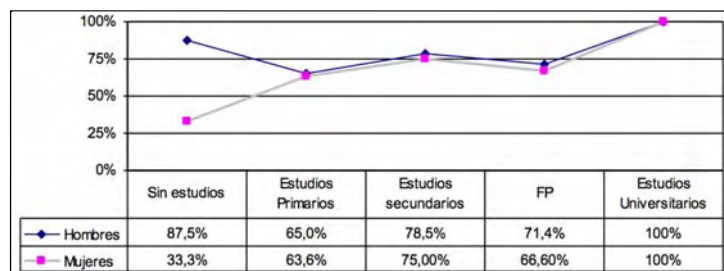 100%
75%
50%
25%
0%
Sin estudios Estudios Primarios Estudios secundarios FP Estudios Universitarios
Hombres 87,5% 65,0% 78,5% 71,4% 100%
Mujeres 33,3% 63,6% 75,00% 66,60% 100%